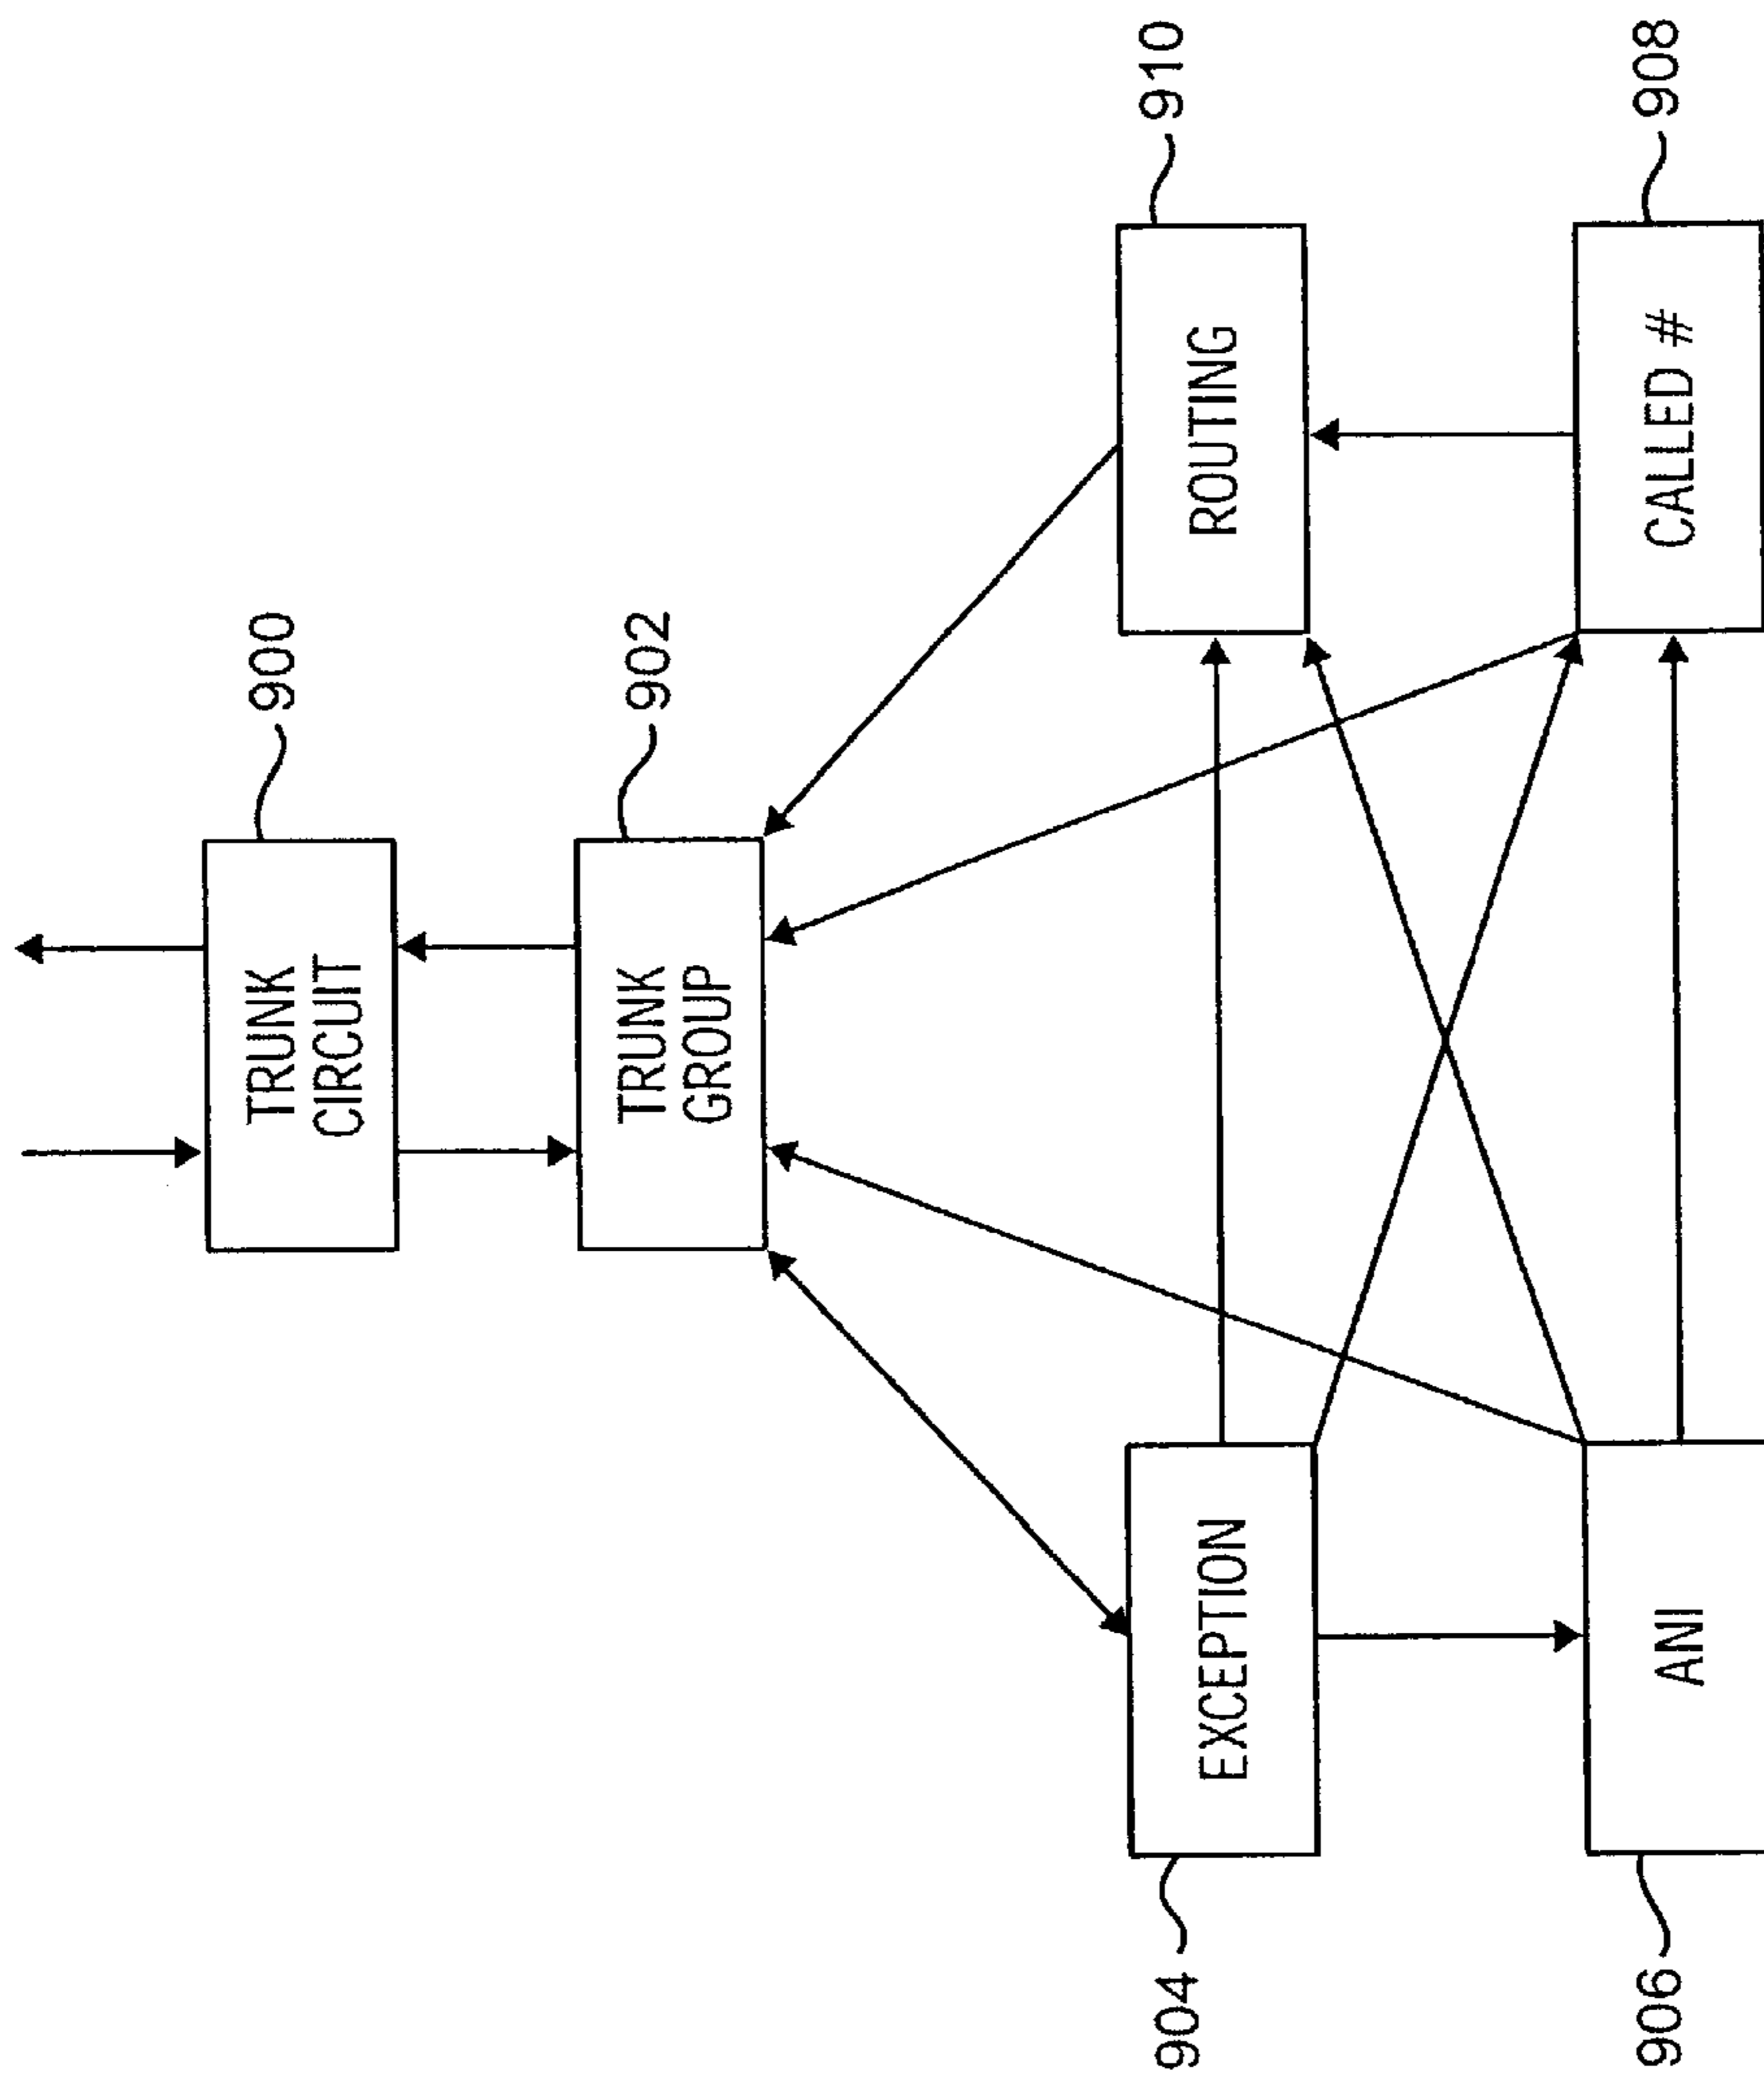 900
TRUNK
CIRCUIT
902
TRUNK
GROUP
904
EXCEPTION
ROUTING
910
906
ANI
CALLED #
908